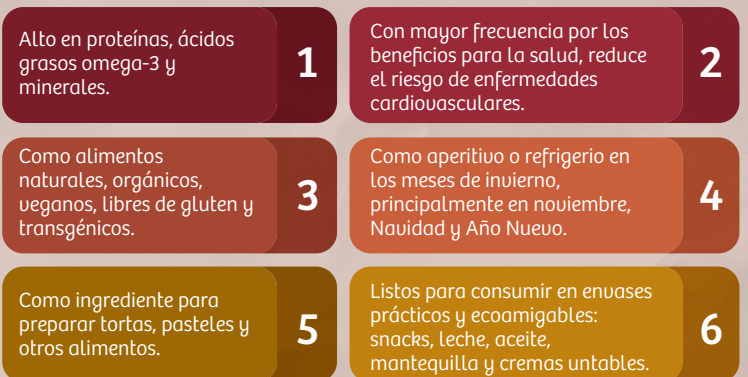 Alto en proteínas, ácidos
grasos omega-3 y
minerales.
1
Con mayor frecuencia por los
beneficios para la salud, reduce
el riesgo de enfermedades
cardiovasculares.
2
Como alimentos
naturales, orgánicos,
veganos, libres de gluten y
transgénicos.
3
Como aperitivo o refrigerio en
los meses de invierno,
principalmente en noviembre,
Navidad y Año Nuevo.
4
Como ingrediente para
preparar tortas, pasteles y
otros alimentos.
5
Listos para consumir en envases
prácticos y ecoamigables:
snacks, leche, aceite,
mantequilla y cremas untables.
6